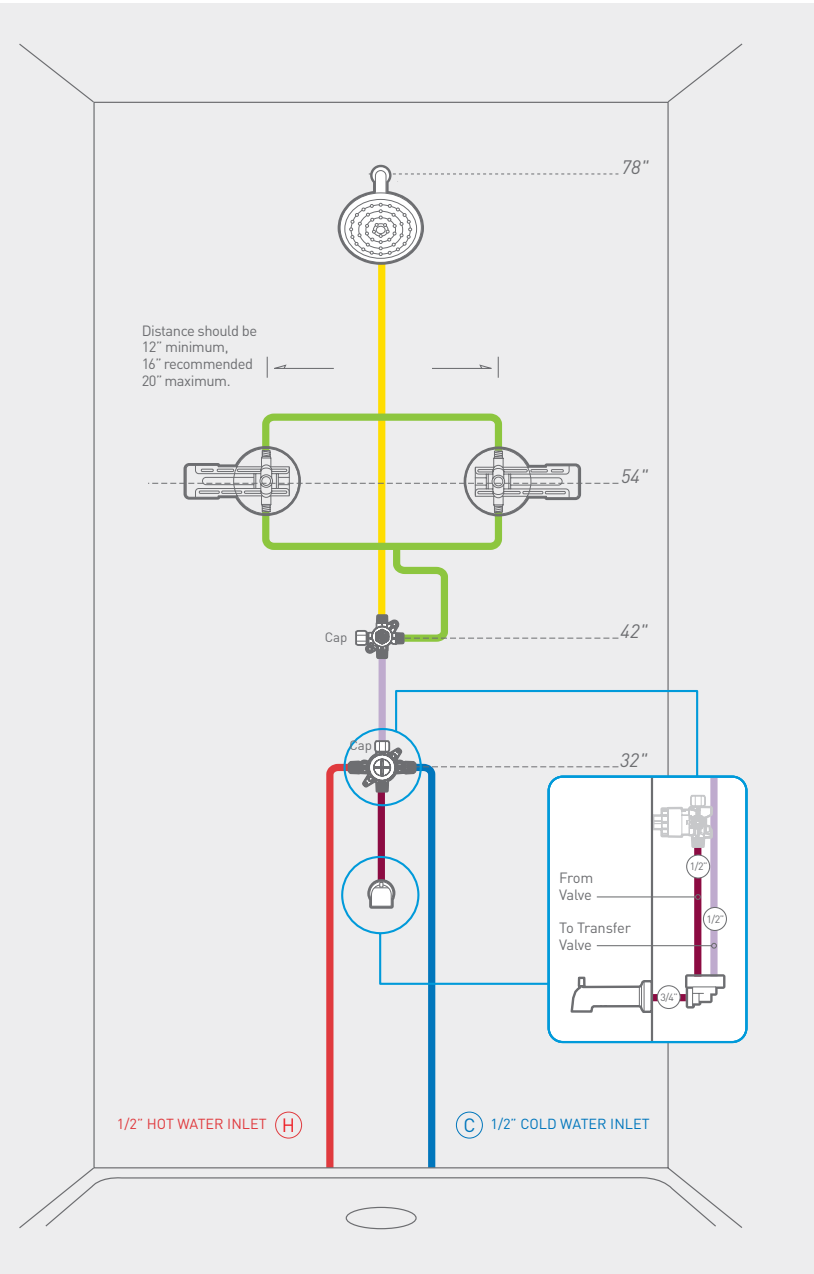 78"
Distance should be
12" minimum,
16" recommended
20" maximum.
54"
42"
Cap
Cap
32"
1/2"
From
Valve
1/2"
To Transfer
Valve
3/4"
1/2" HOT WATER INLET H
C 1/2" COLD WATER INLET